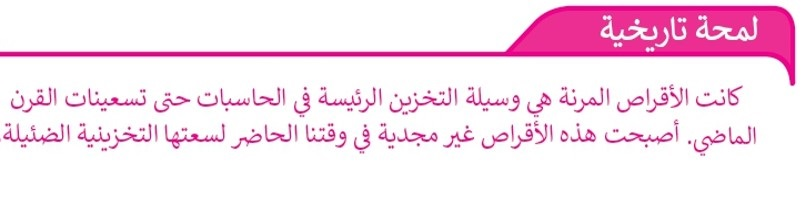 لمحة تاريخية
كانت الأقراص المرنة هي وسيلة التخزين الرئيسة في الحاسبات حتى تسعينات القرن
الماضي. أصبحت هذه الأقراص غير مجدية في وقتنا الحاضر لسعتها التخزينية الضئيلة.